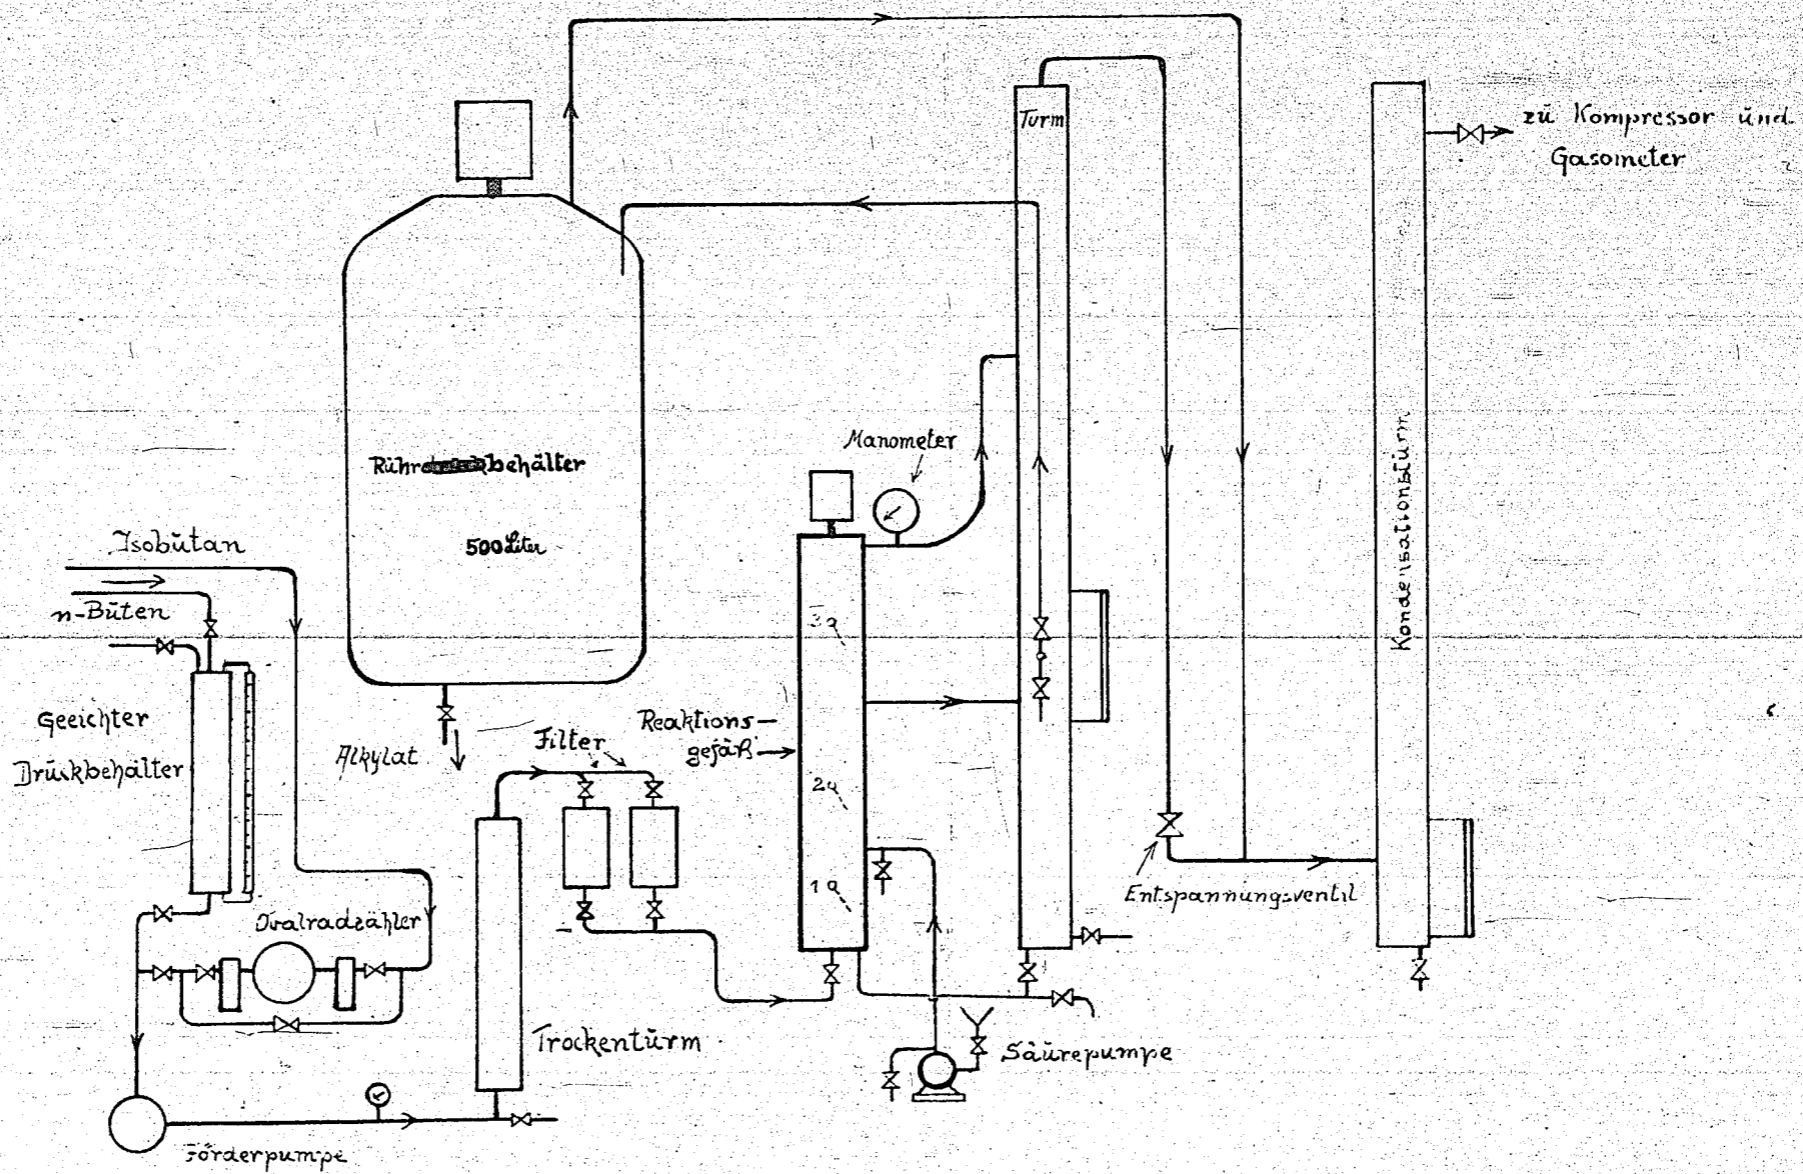 Turm
zu Kompressor und
Gasometer
Manometer
Rührbehälter
500 Liter
Kondensationsturm
Isobutan
n-Buten
Geeichter
Druckbehälter
Alkylat
Filter
Reaktions-
gefäß
3a
2a
1a
Entspannungsventil
Ovalradzähler
Trockenturm
Säurepumpe
Förderpumpe